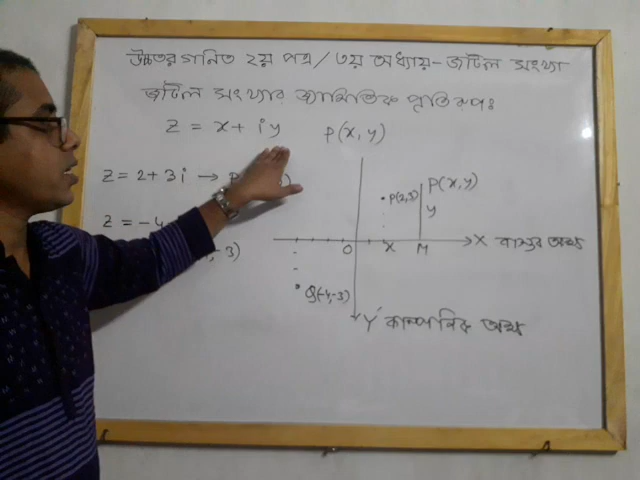 উচ্চতর গনিত ২য় পত্র / ৩য় অধ্যায় - জটিল সংখ্যা
জটিল সংখ্যার জ্যামিতিক প্রতিরূপঃ
Z = x + iy P(x, y)
Z = 2 + 3i → P
Z = -4
, -3)
P(2,3)
P(x, y)
y
O x M X বাস্তব অক্ষ
Q(-4,-3)
Y' কাল্পনিক অক্ষ